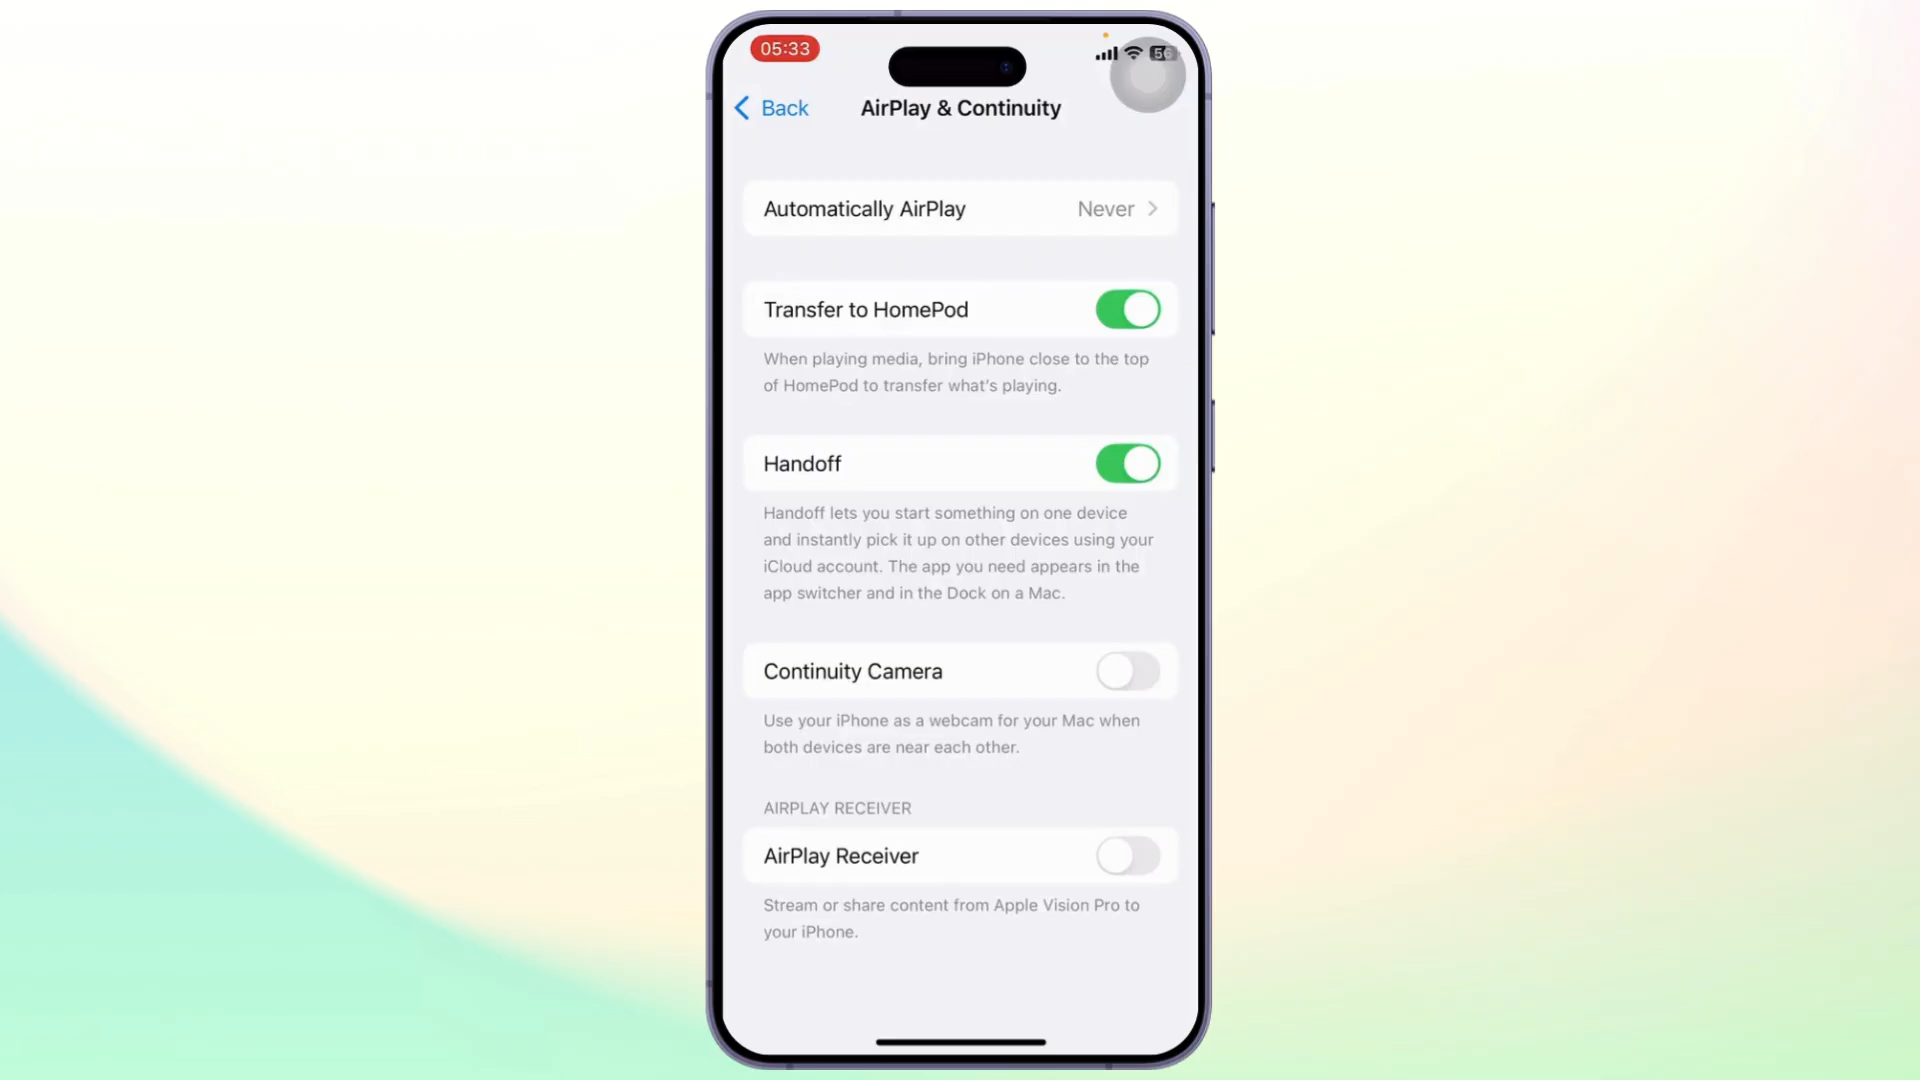 05:33
Back
AirPlay & Continuity
Automatically AirPlay
Never
Transfer to HomePod
When playing media, bring iPhone close to the top
of HomePod to transfer what's playing.
Handoff
Handoff lets you start something on one device
and instantly pick it up on other devices using your
iCloud account. The app you need appears in the
app switcher and in the Dock on a Mac.
Continuity Camera
Use your iPhone as a webcam for your Mac when
both devices are near each other.
AIRPLAY RECEIVER
AirPlay Receiver
Stream or share content from Apple Vision Pro to
your iPhone.